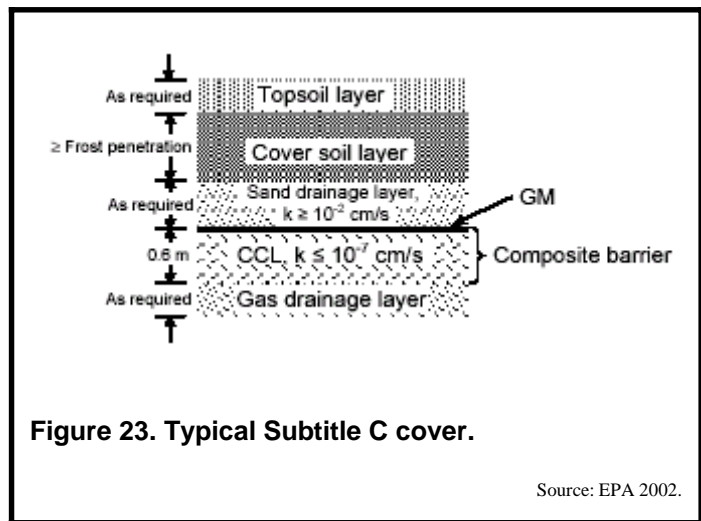 As required
Topsoil layer
≥ Frost penetration
Cover soil layer
As required
Sand drainage layer,
k ≥ 10⁻² cm/s
GM
0.6 m
CCL, k ≤ 10⁻⁷ cm/s
Composite barrier
As required
Gas drainage layer
Figure 23. Typical Subtitle C cover.
Source: EPA 2002.